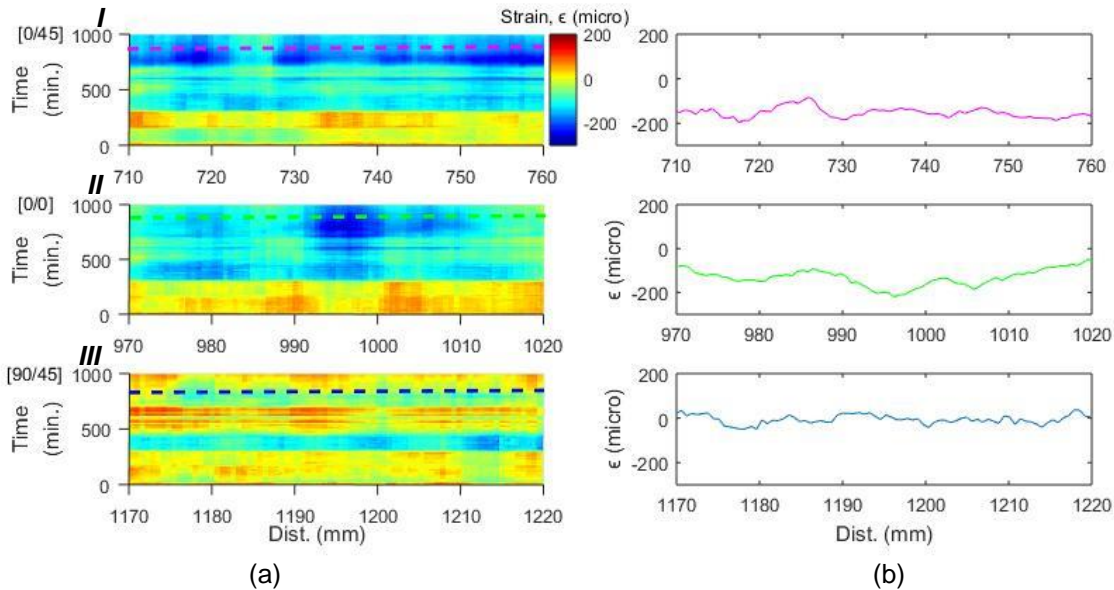 I
Strain, ϵ (micro)
[0/45]
Time
(min.)
1000
500
0
710 720 730 740 750 760
200
0
-200
200
0
-200
710 720 730 740 750 760
II
[0/0]
Time
(min.)
1000
500
0
970 980 990 1000 1010 1020
ϵ (micro)
200
0
-200
970 980 990 1000 1010 1020
III
[90/45]
Time
(min.)
1000
500
0
1170 1180 1190 1200 1210 1220
Dist. (mm)
ϵ (micro)
200
0
-200
1170 1180 1190 1200 1210 1220
Dist. (mm)
(a) (b)